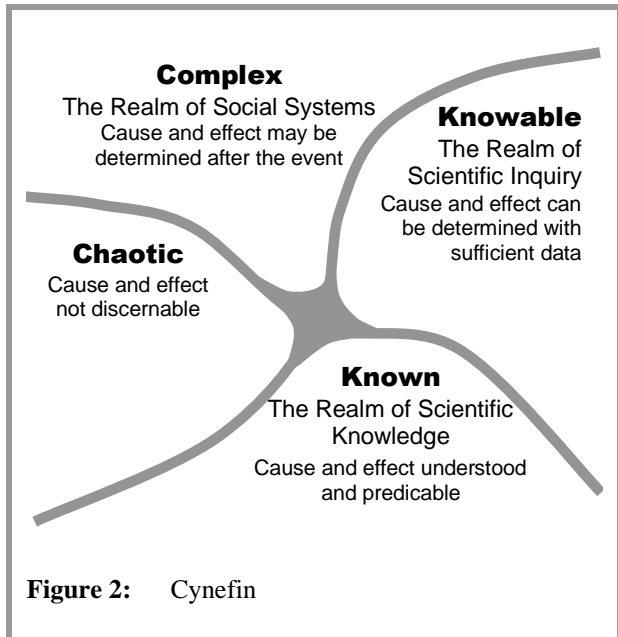 Complex
The Realm of Social Systems
Cause and effect may be
determined after the event
Knowable
The Realm of
Scientific Inquiry
Cause and effect can
be determined with
sufficient data
Chaotic
Cause and effect
not discernable
Known
The Realm of Scientific
Knowledge
Cause and effect understood
and predicable
Figure 2: Cynefin